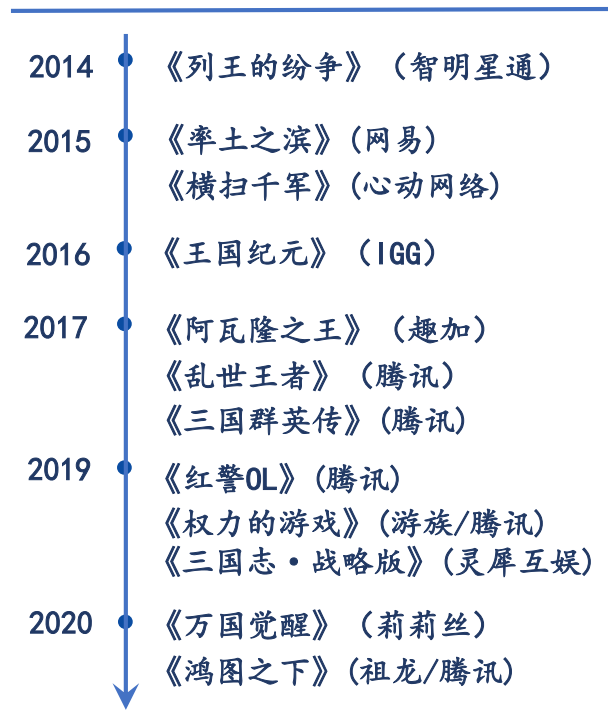 2014 《列王的纷争》（智明星通）
2015 《率土之滨》(网易)
《横扫千军》(心动网络)
2016 《王国纪元》（IGG）
2017 《阿瓦隆之王》（趣加）
《乱世王者》（腾讯）
《三国群英传》(腾讯)
2019 《红警OL》(腾讯)
《权力的游戏》(游族/腾讯)
《三国志·战略版》(灵犀互娱)
2020 《万国觉醒》（莉莉丝）
《鸿图之下》(祖龙/腾讯)